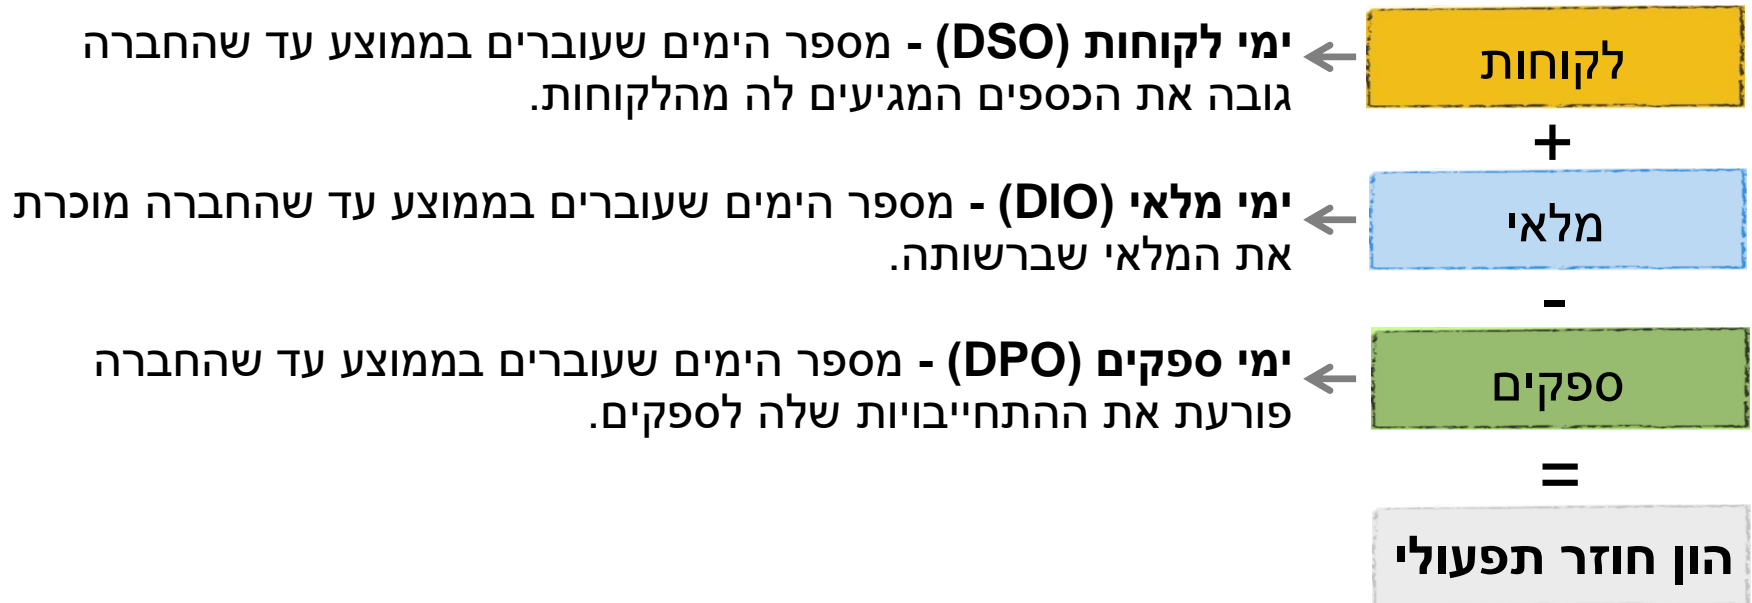 לקוחות
ימי לקוחות (DSO) - מספר הימים שעוברים בממוצע עד שהחברה
גובה את הכספים המגיעים לה מהלקוחות.
+
מלאי
ימי מלאי (DIO) - מספר הימים שעוברים בממוצע עד שהחברה מוכרת
את המלאי שברשותה.
-
ספקים
ימי ספקים (DPO) - מספר הימים שעוברים בממוצע עד שהחברה
פורעת את ההתחייבויות שלה לספקים.
=
הון חוזר תפעולי